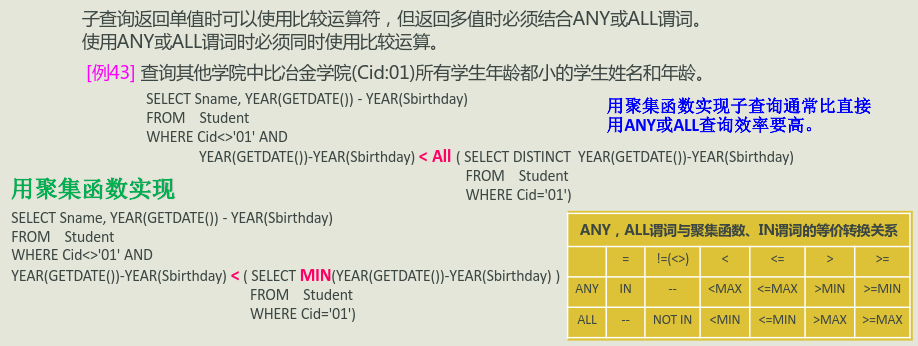 子查询返回单值时可以使用比较运算符，但返回多值时必须结合ANY或ALL谓词。
使用ANY或ALL谓词时必须同时使用比较运算。
[例43] 查询其他学院中比冶金学院(Cid:01)所有学生年龄都小的学生姓名和年龄。
SELECT Sname, YEAR(GETDATE()) - YEAR(Sbirthday)
FROM Student
WHERE Cid<>'01' AND
YEAR(GETDATE())-YEAR(Sbirthday) < All ( SELECT DISTINCT YEAR(GETDATE())-YEAR(Sbirthday)
FROM Student
WHERE Cid='01')
用聚集函数实现子查询通常比直接
用ANY或ALL查询效率要高。
用聚集函数实现
SELECT Sname, YEAR(GETDATE()) - YEAR(Sbirthday)
FROM Student
WHERE Cid<>'01' AND
YEAR(GETDATE())-YEAR(Sbirthday) < ( SELECT MIN(YEAR(GETDATE())-YEAR(Sbirthday) )
FROM Student
WHERE Cid='01')
ANY，ALL谓词与聚集函数、IN谓词的等价转换关系
= !=(<>) < <= > >=
ANY IN -- <MAX <=MAX >MIN >=MIN
ALL -- NOT IN <MIN <=MIN >MAX >=MAX